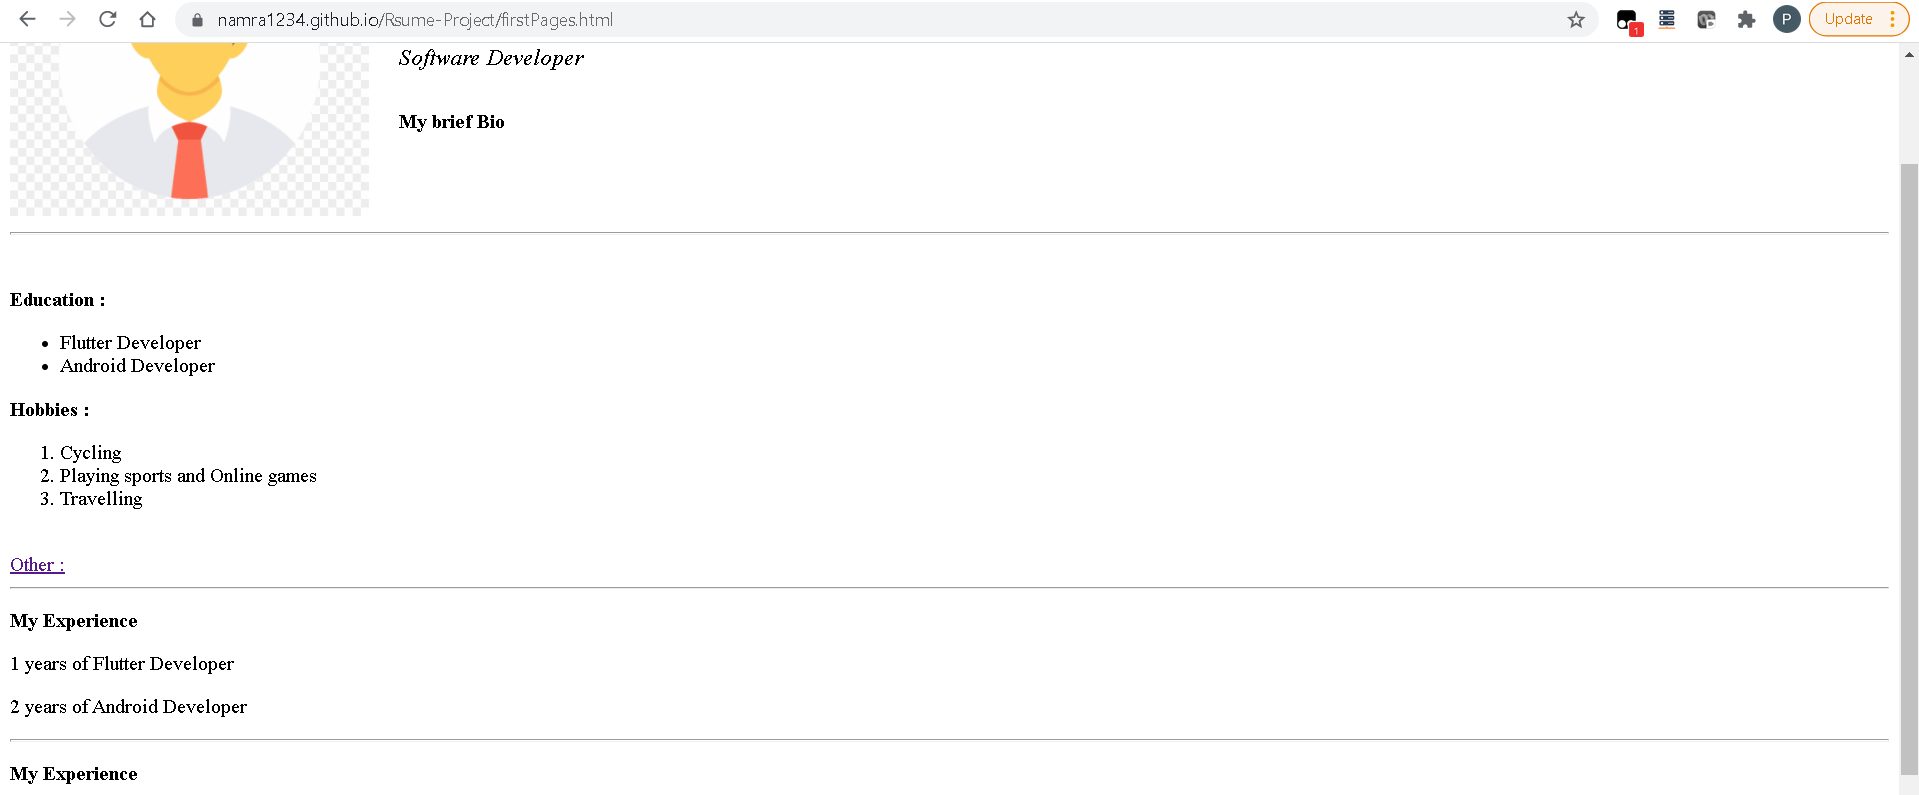 namra1234.github.io/Rsume-Project/firstPages.html
1
P
Update
Software Developer
My brief Bio
Education :
• Flutter Developer
• Android Developer
Hobbies :
1. Cycling
2. Playing sports and Online games
3. Travelling
Other :
My Experience
1 years of Flutter Developer
2 years of Android Developer
My Experience